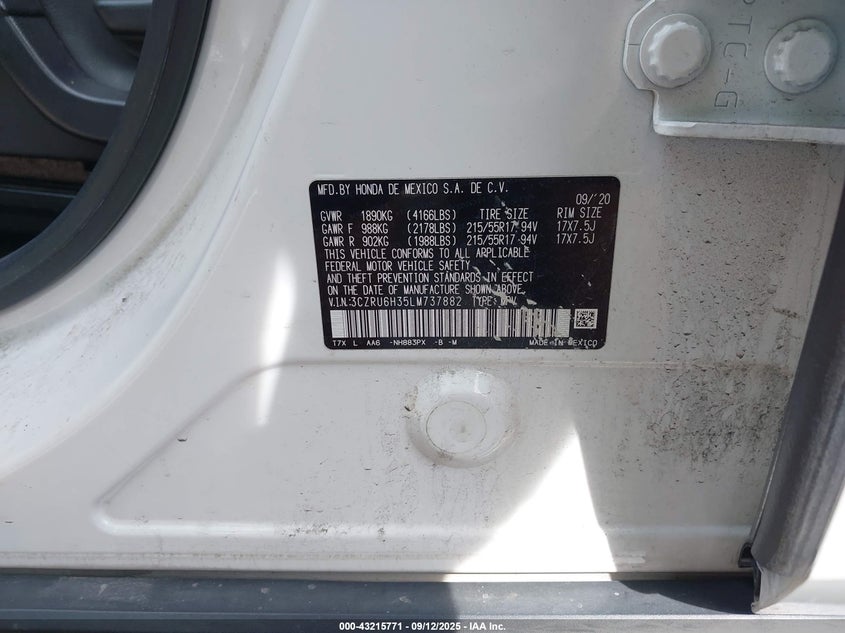 PTC-G
MFD.BY HONDA DE MEXICO S.A. DE C.V.
09/'20
GVWR 1890KG (4166LBS) TIRE SIZE RIM SIZE
GAWR F 988KG (2178LBS) 215/55R17 94V 17X7.5J
GAWR R 902KG (1988LBS) 215/55R17 94V 17X7.5J
THIS VEHICLE CONFORMS TO ALL APPLICABLE
FEDERAL MOTOR VEHICLE SAFETY
AND THEFT PREVENTION STANDARDS IN EFFECT
ON THE DATE OF MANUFACTURE SHOWN ABOVE.
V.I.N:3CZRU6H35LM737882 TYPE: MPV
T7X L AA6 -NH883PX -B -M MADE IN MEXICO
000-43215771 - 09/12/2025 - IAA Inc.